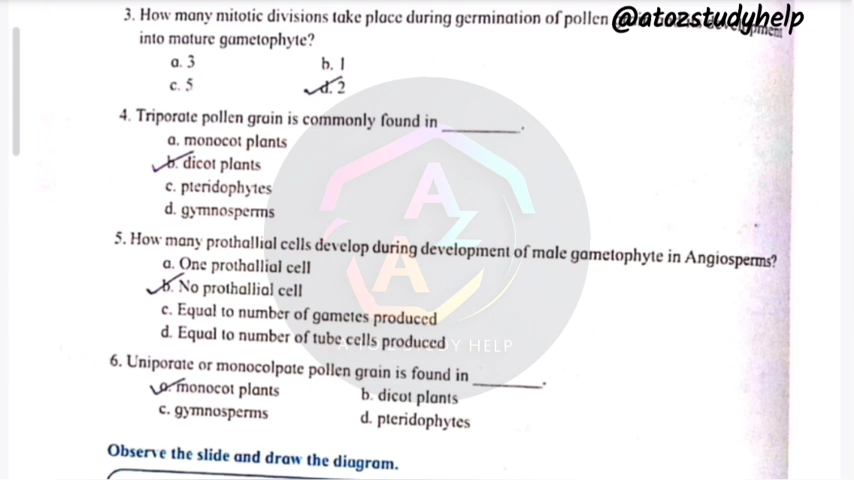 3. How many mitotic divisions take place during germination of pollen @atozstudyhelp
into mature gametophyte?
a. 3 b. 1
c. 5 d. 2
4. Triporate pollen grain is commonly found in ________.
a. monocot plants
b. dicot plants
c. pteridophytes
d. gymnosperms
5. How many prothallial cells develop during development of male gametophyte in Angiosperms?
a. One prothallial cell
b. No prothallial cell
c. Equal to number of gametes produced
d. Equal to number of tube cells produced
A Z A
STUDY HELP
6. Uniporate or monocolpate pollen grain is found in ________.
a. monocot plants b. dicot plants
c. gymnosperms d. pteridophytes
Observe the slide and draw the diagram.